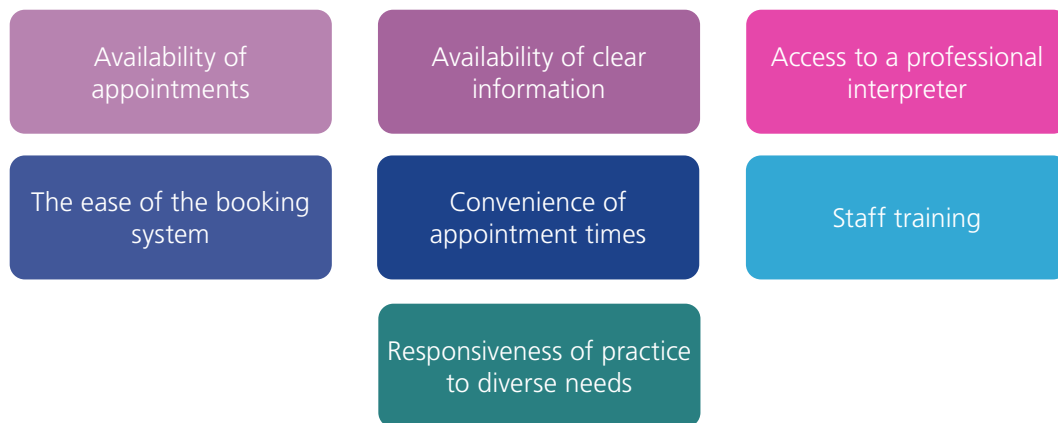 Availability of
appointments
Availability of clear
information
Access to a professional
interpreter
The ease of the booking
system
Convenience of
appointment times
Staff training
Responsiveness of practice
to diverse needs